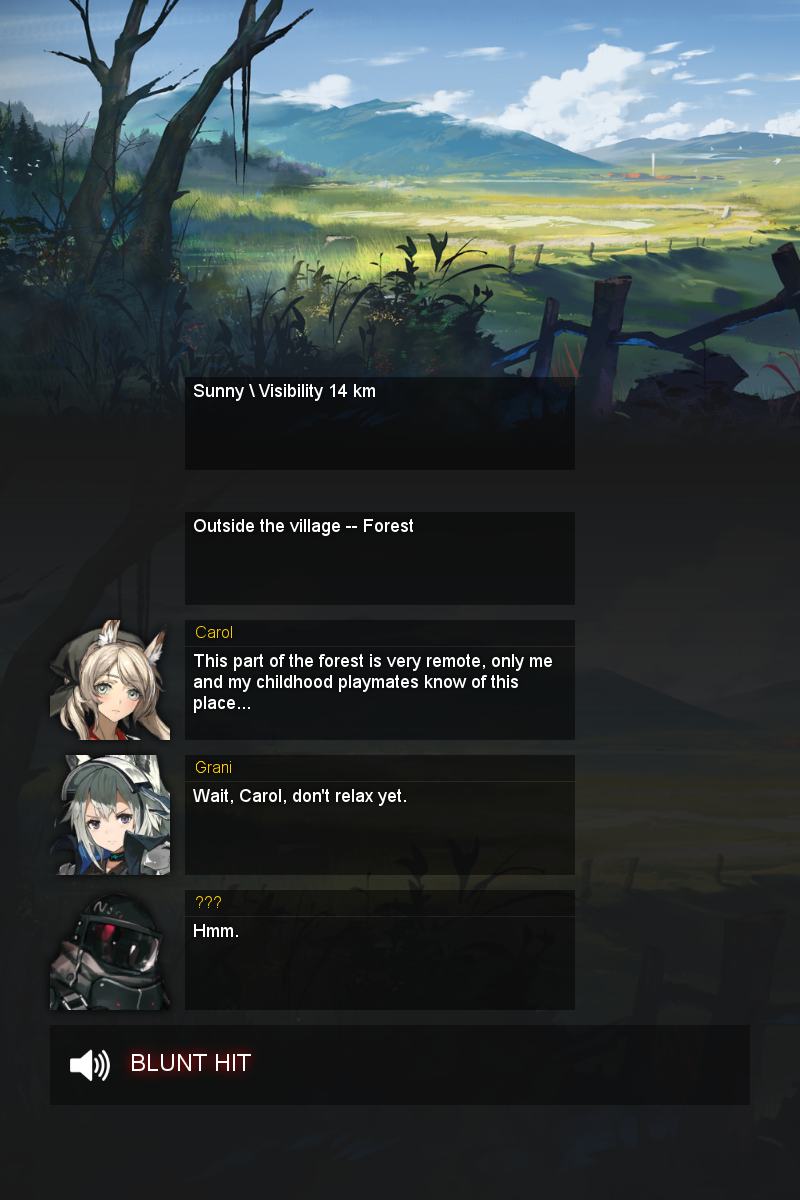 Sunny \ Visibility 14 km
Outside the village -- Forest
Carol
This part of the forest is very remote, only me
and my childhood playmates know of this
place...
Grani
Wait, Carol, don't relax yet.
???
Hmm.
BLUNT HIT